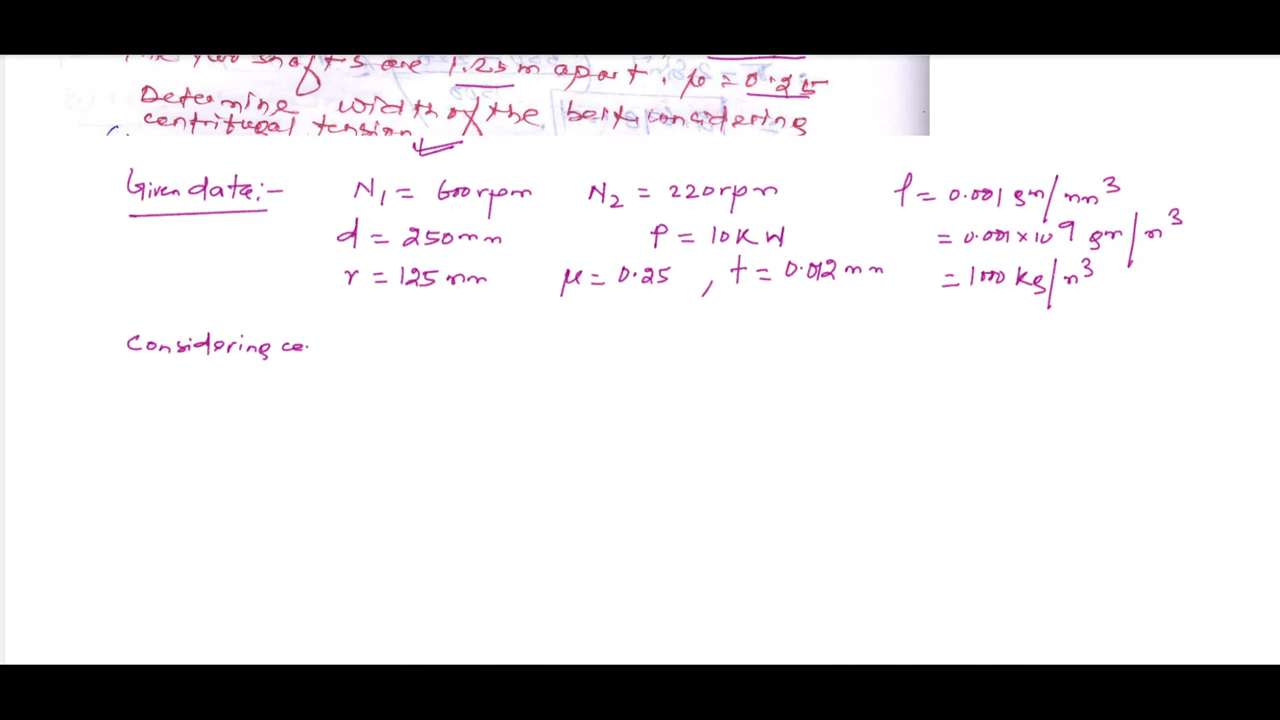 two shafts are 1.25 m apart. μ = 0.25
Determine width of the belt considering
centrifugal tension
Given data:- N₁ = 600 rpm N₂ = 220 rpm ρ = 0.001 gm/mm³
d = 250 mm P = 10 KW = 0.001 × 10⁹ gm/m³
r = 125 mm μ = 0.25 , t = 0.012 mm = 1000 kg/m³
Considering ce